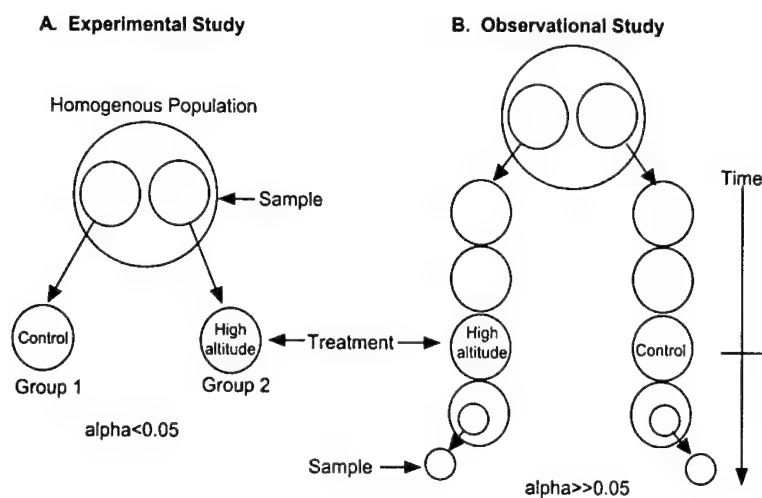 A. Experimental Study
Homogenous Population
Sample
Control
High
altitude
Group 1
Group 2
alpha<0.05
Treatment
B. Observational Study
Time
High
altitude
Control
Sample
alpha>>0.05